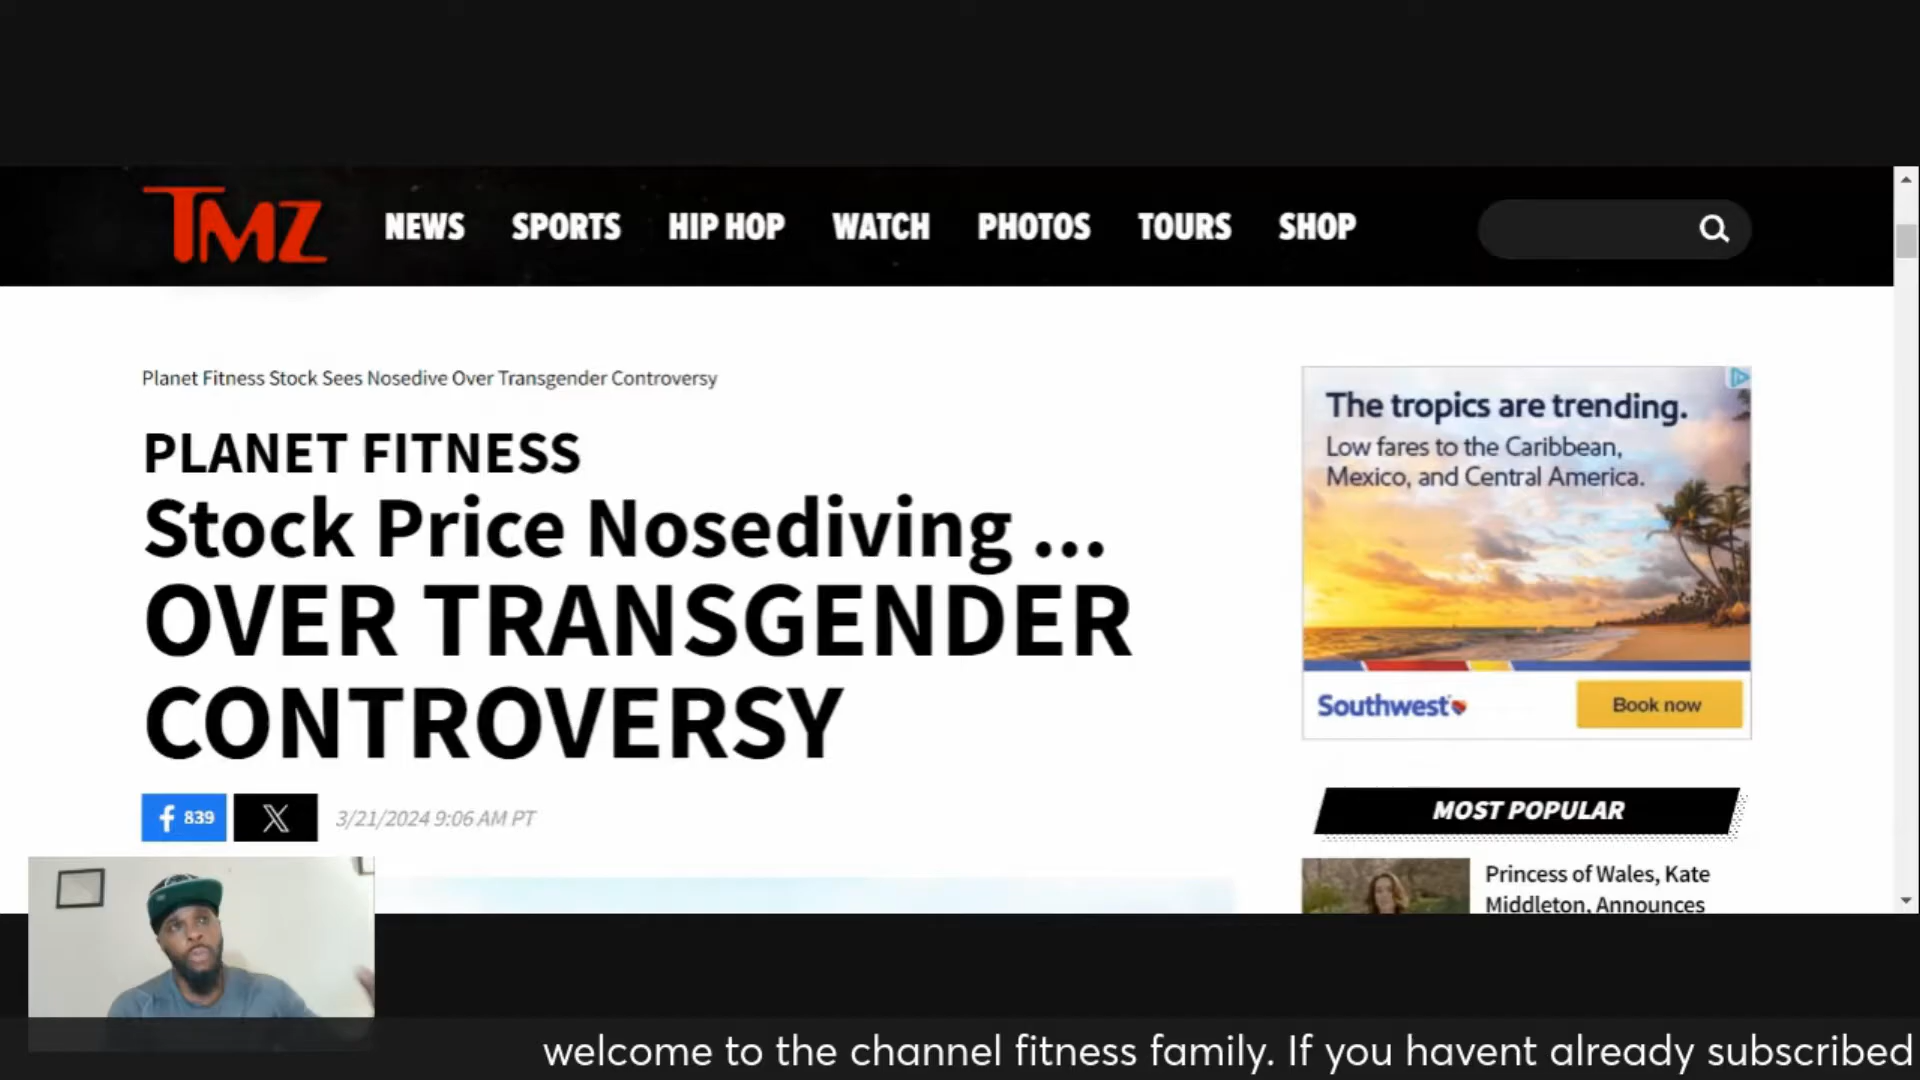 TMZ
NEWS SPORTS HIP HOP WATCH PHOTOS TOURS SHOP
Planet Fitness Stock Sees Nosedive Over Transgender Controversy
PLANET FITNESS
Stock Price Nosediving ...
OVER TRANSGENDER
CONTROVERSY
839
3/21/2024 9:06 AM PT
The tropics are trending.
Low fares to the Caribbean,
Mexico, and Central America.
Southwest
Book now
MOST POPULAR
Princess of Wales, Kate
Middleton, Announces
welcome to the channel fitness family. If you havent already subscribed